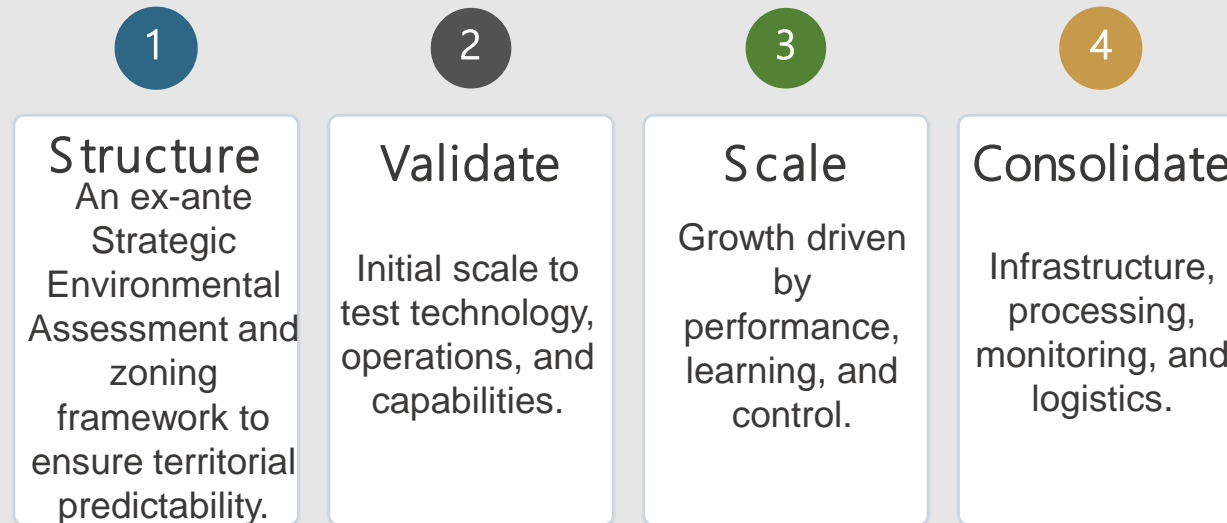 1
Structure
An ex-ante
Strategic
Environmental
Assessment and
zoning
framework to
ensure territorial
predictability.
2
Validate
Initial scale to
test technology,
operations, and
capabilities.
3
Scale
Growth driven
by
performance,
learning, and
control.
4
Consolidate
Infrastructure,
processing,
monitoring, and
logistics.